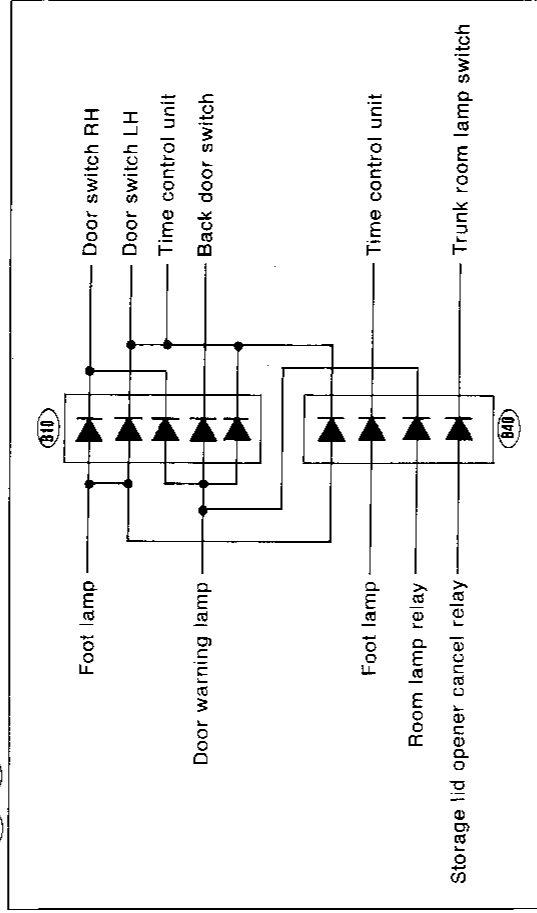 B10
Door switch RH
Door switch LH
Time control unit
Back door switch
Foot lamp
Door warning lamp
Time control unit
Trunk room lamp switch
Foot lamp
Room lamp relay
Storage lid opener cancel relay
B40